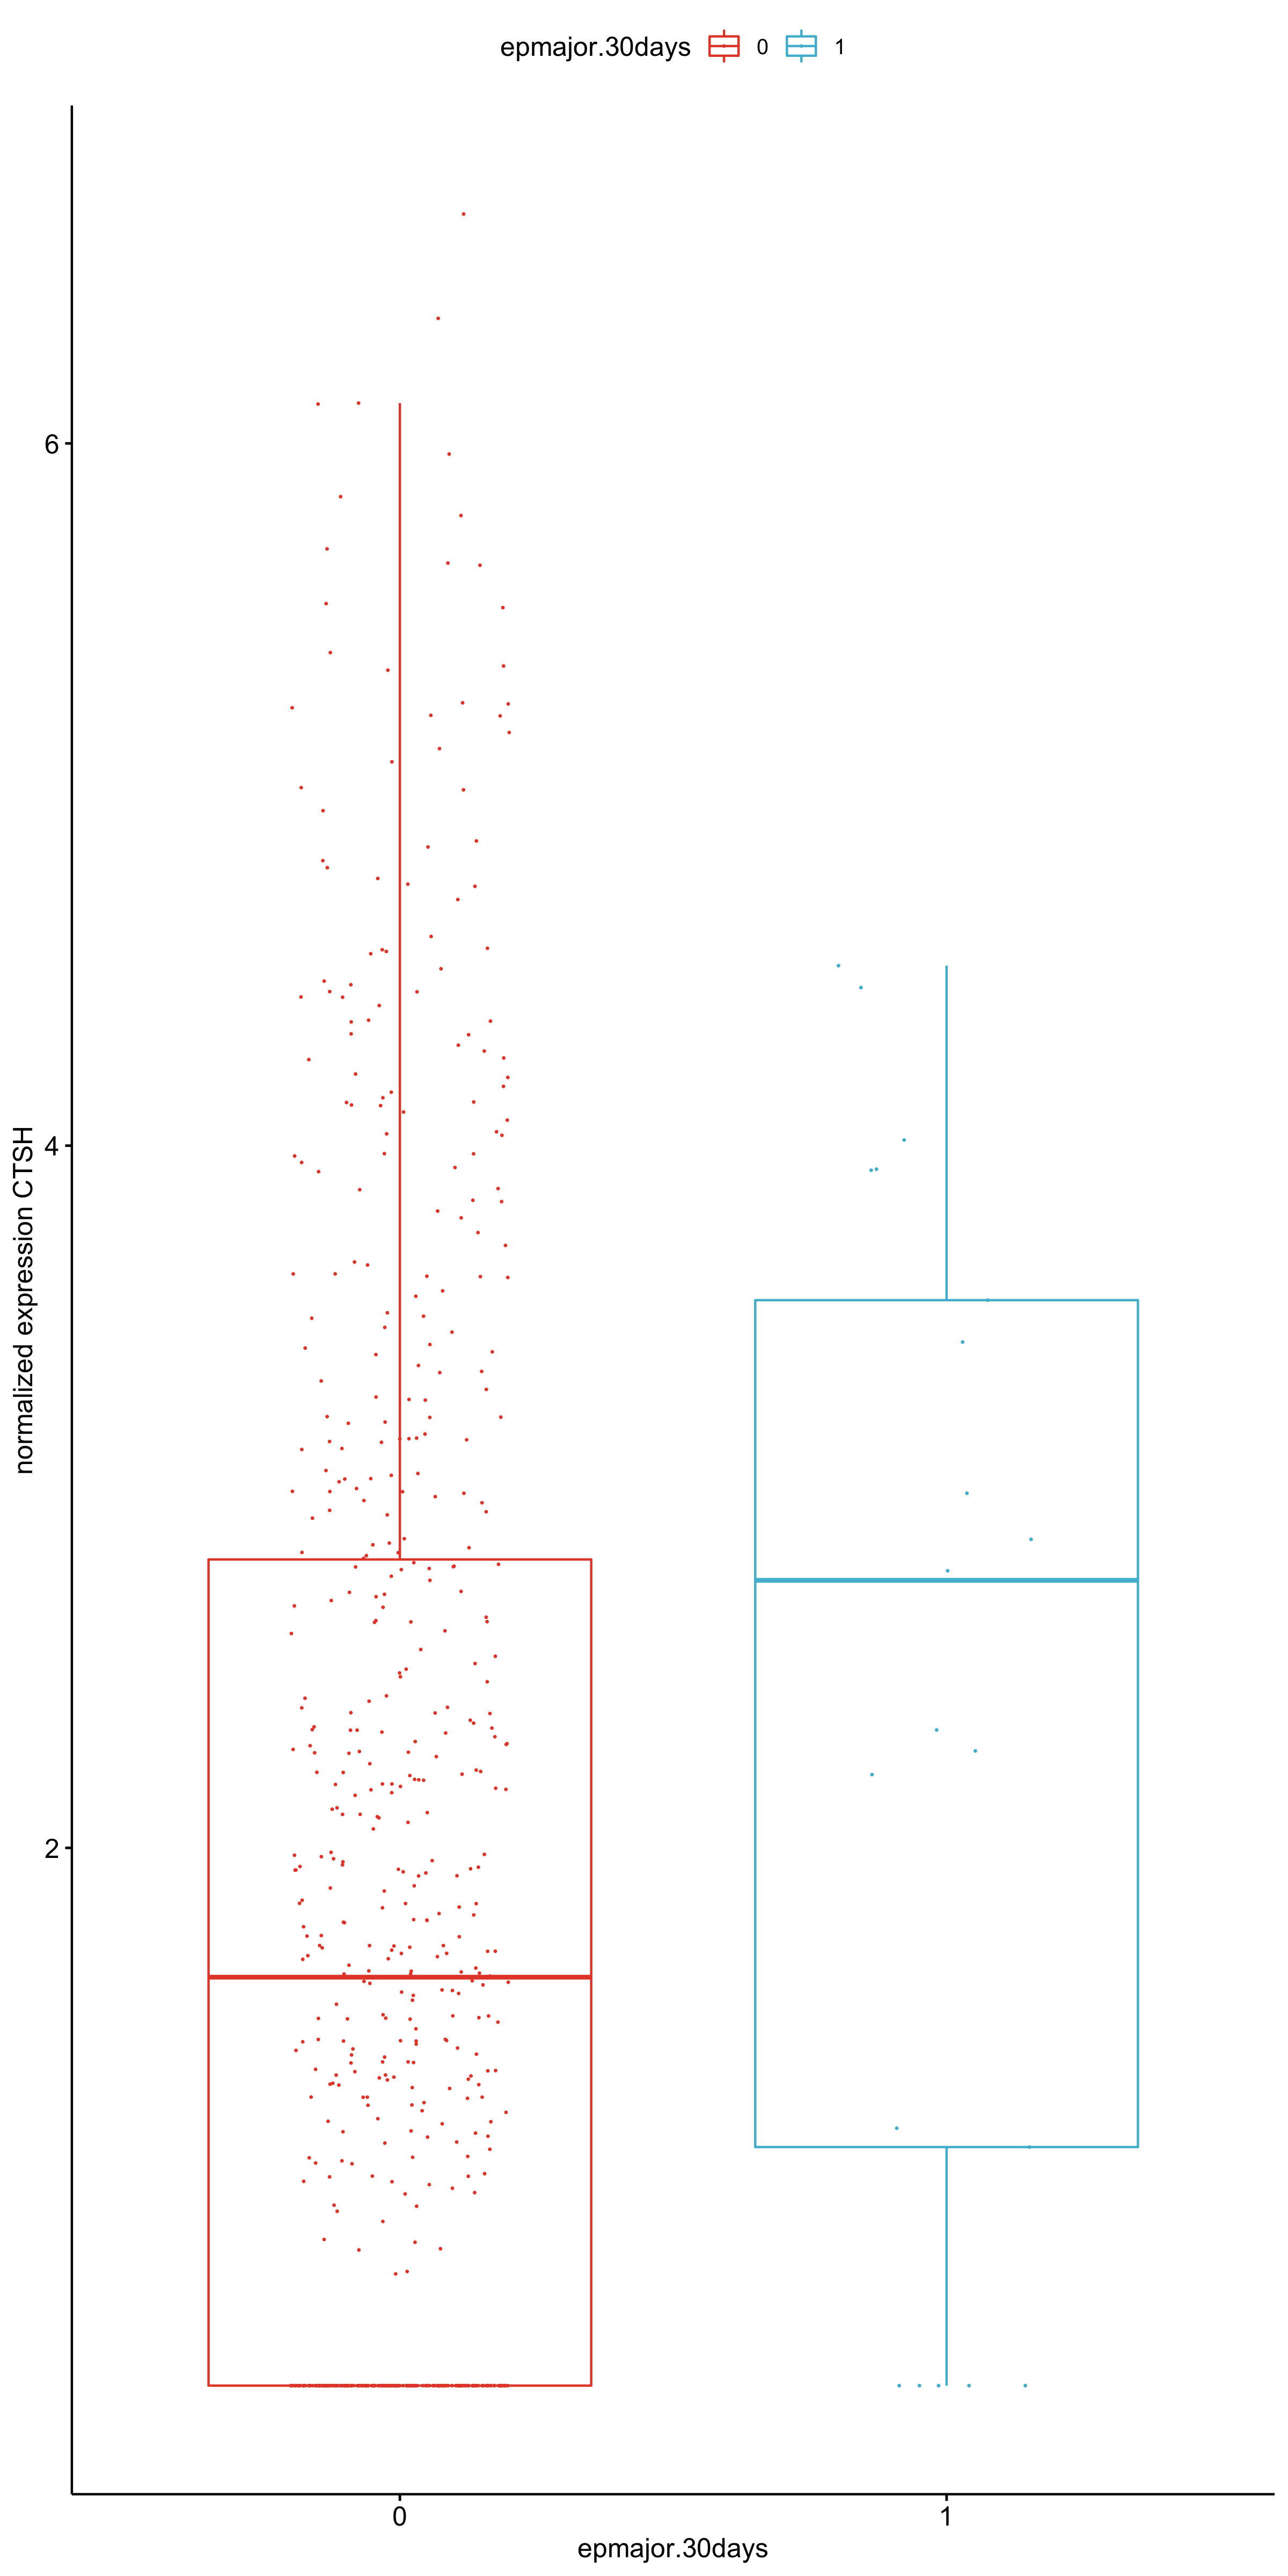 epmajor.30days 0 1
normalized expression CTSH
6
4
2
0 1
epmajor.30days